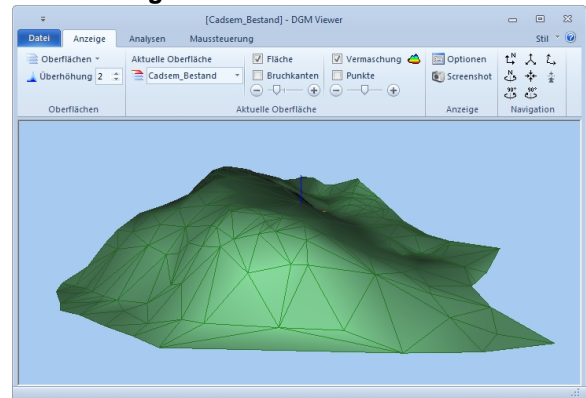 [Cadsem_Bestand] - DGM Viewer
Datei Anzeige Analysen Maussteuerung Stil
Oberflächen Aktuelle Oberfläche Fläche Vermaschung Optionen
Überhöhung 2 Cadsem_Bestand Bruchkanten Punkte Screenshot
Oberflächen Aktuelle Oberfläche Anzeige Navigation